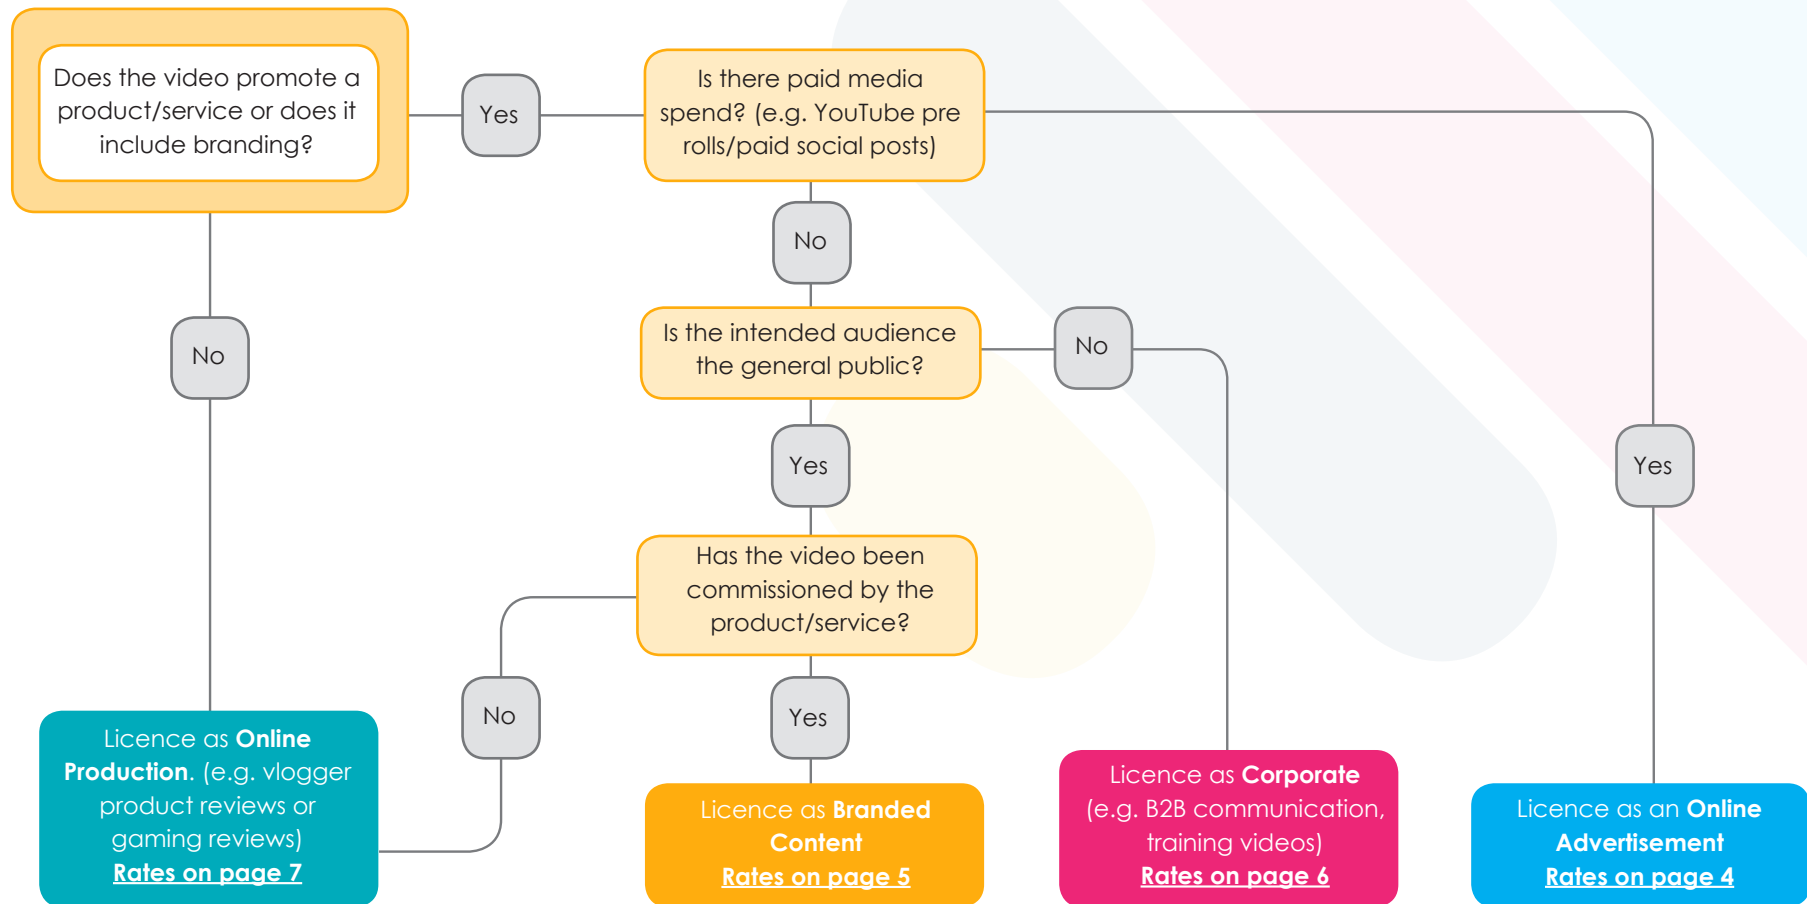 Does the video promote a
product/service or does it
include branding?
Yes
Is there paid media
spend? (e.g. YouTube pre
rolls/paid social posts)
No
No
Is the intended audience
the general public?
No
Yes
Yes
Has the video been
commissioned by the
product/service?
No
Yes
Licence as Online
Production. (e.g. vlogger
product reviews or
gaming reviews)
Rates on page 7
Licence as Branded
Content
Rates on page 5
Licence as Corporate
(e.g. B2B communication,
training videos)
Rates on page 6
Licence as an Online
Advertisement
Rates on page 4